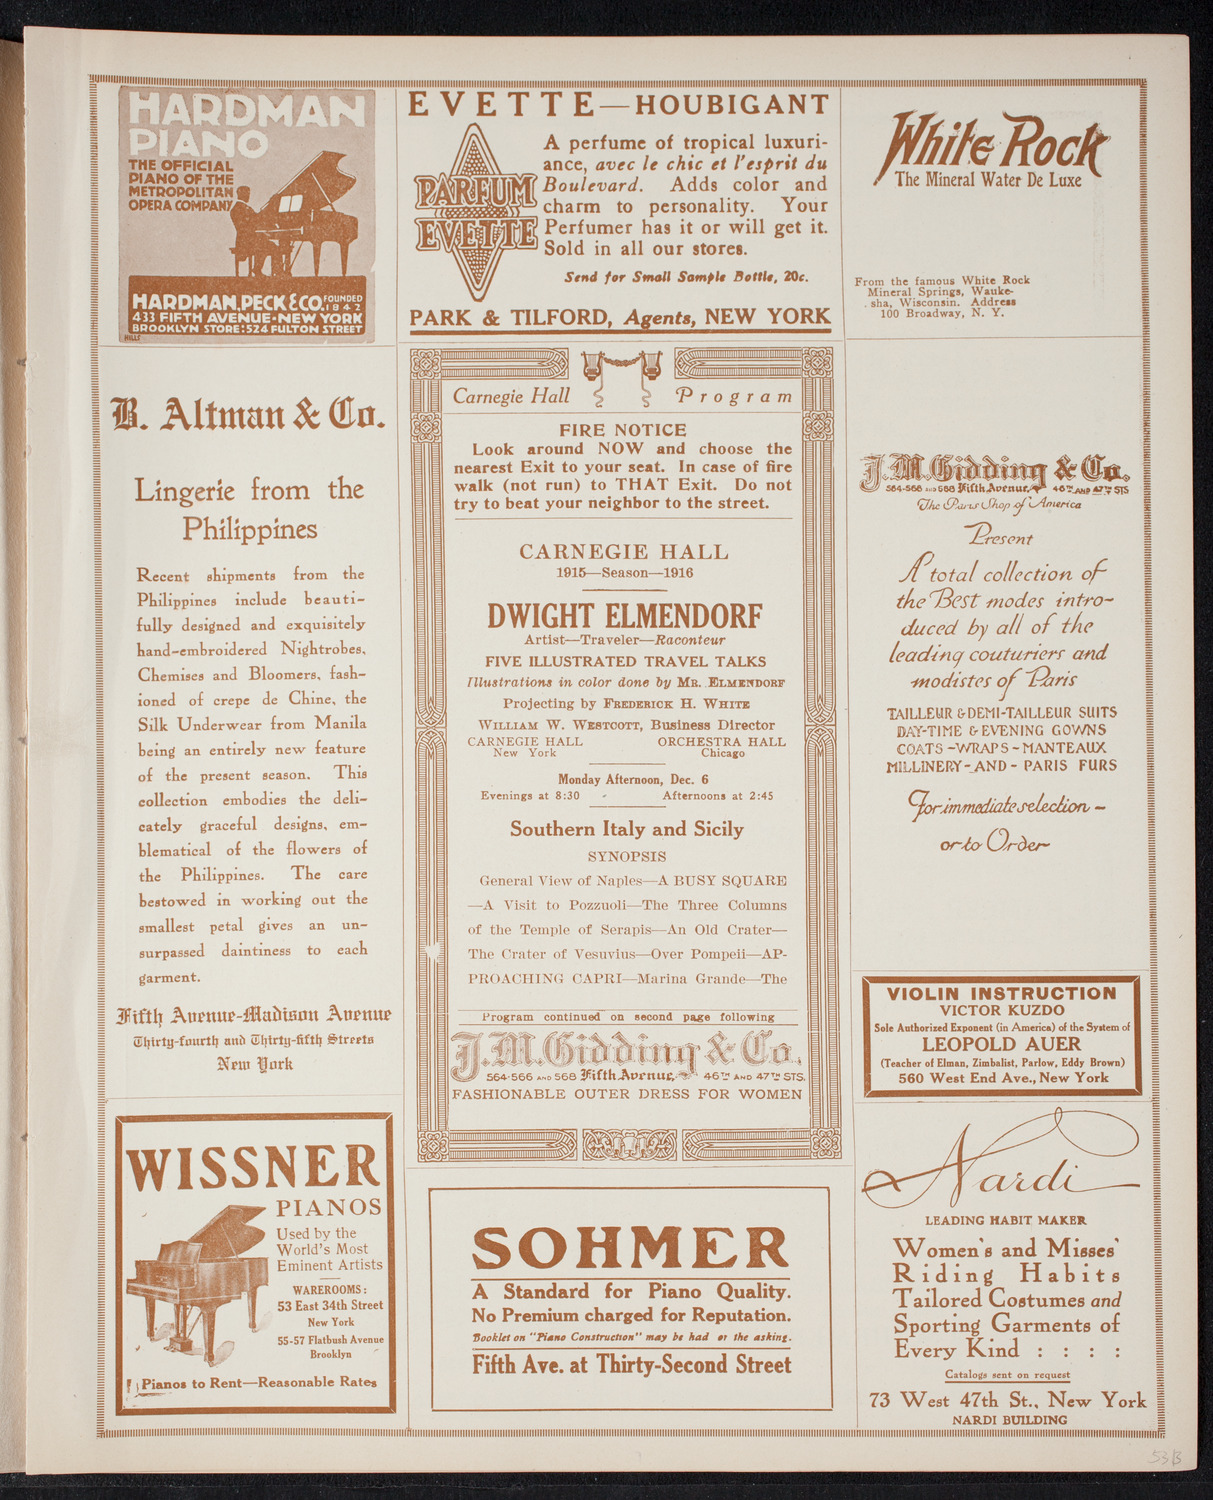 HARDMAN
PIANO
THE OFFICIAL
PIANO OF THE
METROPOLITAN
OPERA COMPANY
HARDMAN, PECK & CO. FOUNDED 1842
433 FIFTH AVENUE-NEW YORK
BROOKLYN STORE: 524 FULTON STREET
HILLS
B. Altman & Co.
Lingerie from the
Philippines
Recent shipments from the
Philippines include beauti-
fully designed and exquisitely
hand-embroidered Nightrobes,
Chemises and Bloomers, fash-
ioned of crepe de Chine, the
Silk Underwear from Manila
being an entirely new feature
of the present season. This
collection embodies the deli-
cately graceful designs, em-
blematical of the flowers of
the Philippines. The care
bestowed in working out the
smallest petal gives an un-
surpassed daintiness to each
garment.
Fifth Avenue-Madison Avenue
Thirty-fourth and Thirty-fifth Streets
New York
WISSNER
PIANOS
Used by the
World's Most
Eminent Artists
WAREROOMS:
53 East 34th Street
New York
55-57 Flatbush Avenue
Brooklyn
Pianos to Rent—Reasonable Rates
EVETTE—HOUBIGANT
PARFUM
EVETTE
A perfume of tropical luxuri-
ance, avec le chic et l'esprit du
Boulevard. Adds color and
charm to personality. Your
Perfumer has it or will get it.
Sold in all our stores.
Send for Small Sample Bottle, 20c.
PARK & TILFORD, Agents, NEW YORK
Carnegie Hall Program
FIRE NOTICE
Look around NOW and choose the
nearest Exit to your seat. In case of fire
walk (not run) to THAT Exit. Do not
try to beat your neighbor to the street.
CARNEGIE HALL
1915—Season—1916
DWIGHT ELMENDORF
Artist—Traveler—Raconteur
FIVE ILLUSTRATED TRAVEL TALKS
Illustrations in color done by MR. ELMENDORF
Projecting by FREDERICK H. WHITE
WILLIAM W. WESTCOTT, Business Director
CARNEGIE HALL ORCHESTRA HALL
New York Chicago
Monday Afternoon, Dec. 6
Evenings at 8:30 - Afternoons at 2:45
Southern Italy and Sicily
SYNOPSIS
General View of Naples—A BUSY SQUARE
—A Visit to Pozzuoli—The Three Columns
of the Temple of Serapis—An Old Crater—
The Crater of Vesuvius—Over Pompeii—AP-
PROACHING CAPRI—Marina Grande—The
Program continued on second page following
J.M. Gidding & Co.
564-566 AND 568 Fifth Avenue, 46TH AND 47TH STS.
FASHIONABLE OUTER DRESS FOR WOMEN
SOHMER
A Standard for Piano Quality.
No Premium charged for Reputation.
Booklet on "Piano Construction" may be had or the asking.
Fifth Ave. at Thirty-Second Street
White Rock
The Mineral Water De Luxe
From the famous White Rock
Mineral Springs, Wauke-
sha, Wisconsin. Address
100 Broadway, N. Y.
J.M. Gidding & Co.
564-566 AND 568 Fifth Avenue, 46TH AND 47TH STS
The Paris Shop of America
Present
A total collection of
the Best modes intro-
duced by all of the
leading couturiers and
modistes of Paris
TAILLEUR & DEMI-TAILLEUR SUITS
DAY-TIME & EVENING GOWNS
COATS-WRAPS-MANTEAUX
MILLINERY-AND-PARIS FURS
For immediate selection -
or to Order
VIOLIN INSTRUCTION
VICTOR KUZDO
Sole Authorized Exponent (in America) of the System of
LEOPOLD AUER
(Teacher of Elman, Zimbalist, Parlow, Eddy Brown)
560 West End Ave., New York
Nardi
LEADING HABIT MAKER
Women's and Misses'
Riding Habits
Tailored Costumes and
Sporting Garments of
Every Kind : : : :
Catalogs sent on request
73 West 47th St., New York
NARDI BUILDING
53B